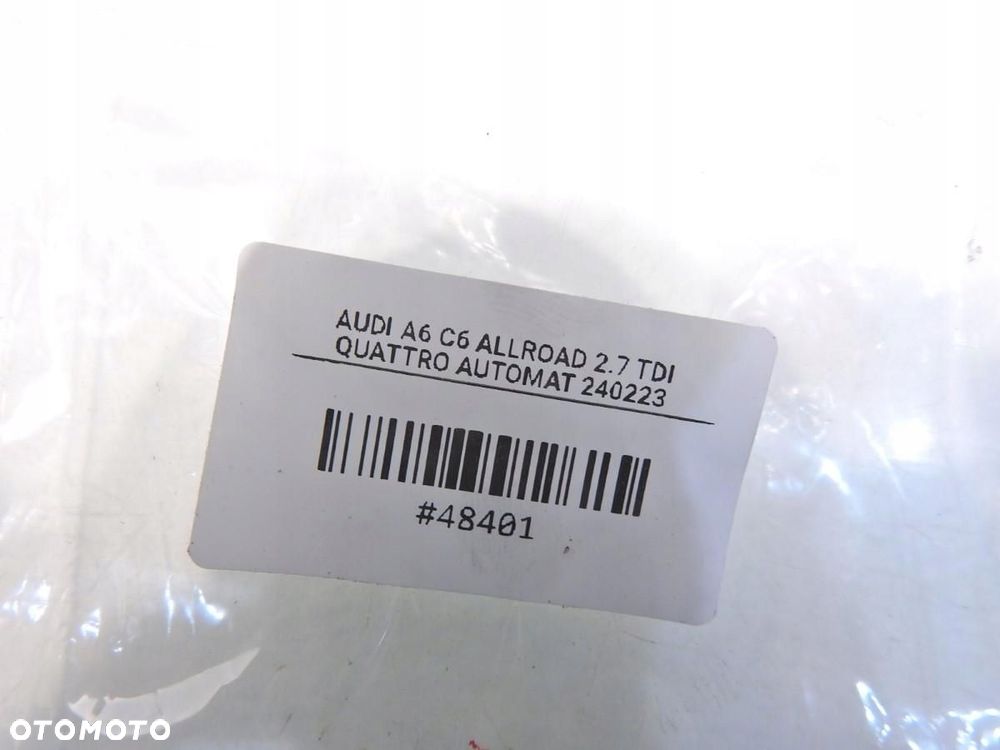 AUDI A6 C6 ALLROAD 2.7 TDI
QUATTRO AUTOMAT 240223
#48401
OTOMOTO